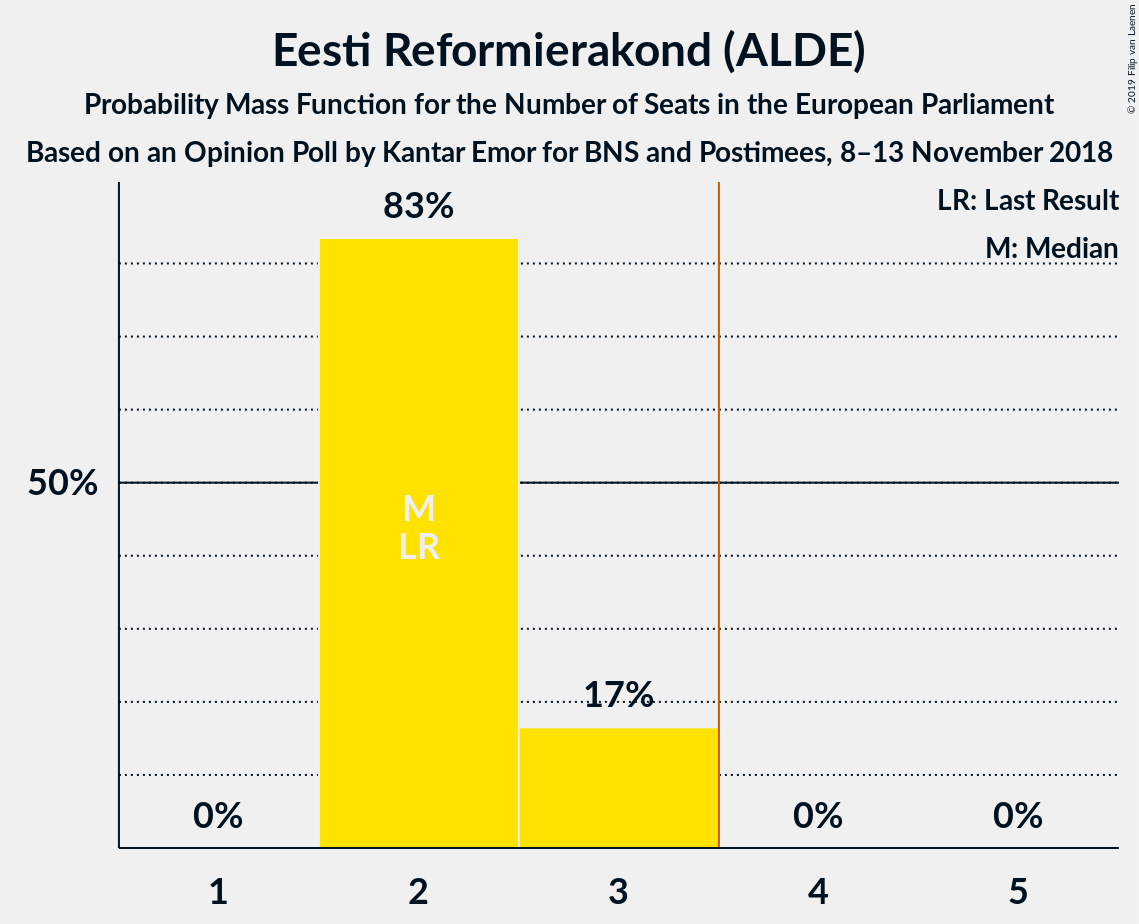 Eesti Reformierakond (ALDE)
Probability Mass Function for the Number of Seats in the European Parliament
Based on an Opinion Poll by Kantar Emor for BNS and Postimees, 8–13 November 2018
© 2019 Filip van Laenen
LR: Last Result
M: Median
83%
50%
M
LR
17%
0%
0%
0%
1
2
3
4
5